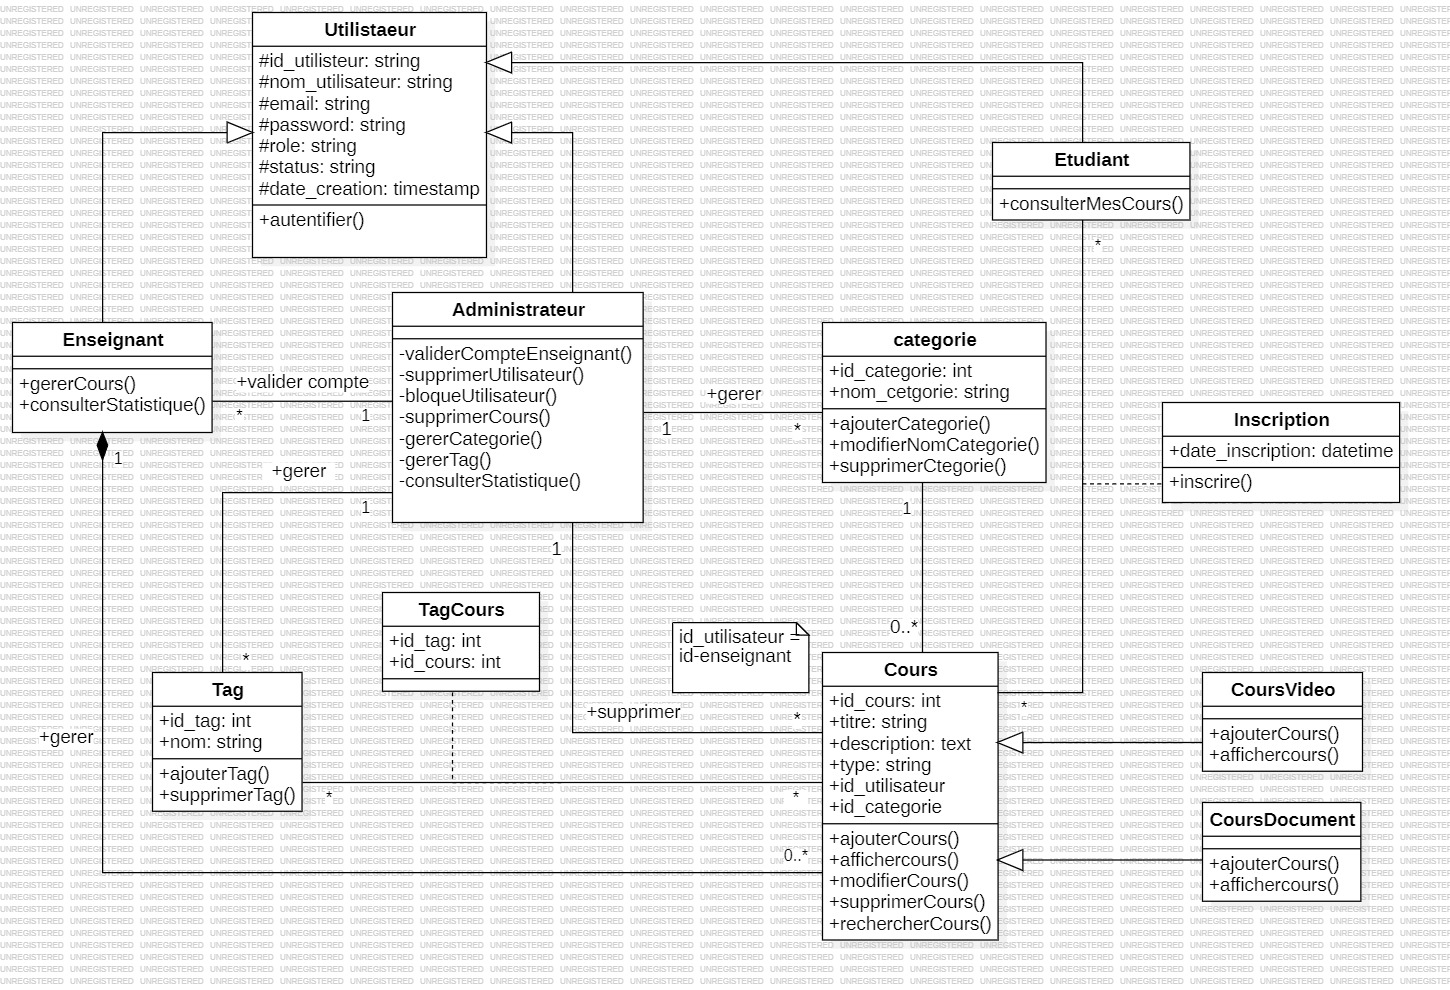 Utilistaeur
#id_utilisteur: string
#nom_utilisateur: string
#email: string
#password: string
#role: string
#status: string
#date_creation: timestamp
+autentifier()
Etudiant
+consulterMesCours()
*
Enseignant
+gererCours()
+consulterStatistique()
+valider compte
*
1
Administrateur
-validerCompteEnseignant()
-supprimerUtilisateur()
-bloqueUtilisateur()
-supprimerCours()
-gererCategorie()
-gererTag()
-consulterStatistique()
+gerer
1
*
categorie
+id_categorie: int
+nom_cetgorie: string
+ajouterCategorie()
+modifierNomCategorie()
+supprimerCtegorie()
Inscription
+date_inscription: datetime
+inscrire()
1
+gerer
1
*
1
1
0..*
TagCours
+id_tag: int
+id_cours: int
id_utilisateur =
id-enseignant
+supprimer
*
Tag
+id_tag: int
+nom: string
+ajouterTag()
+supprimerTag()
*
*
+gerer
0..*
Cours
+id_cours: int
+titre: string
+description: text
+type: string
+id_utilisateur
+id_categorie
+ajouterCours()
+affichercours()
+modifierCours()
+supprimerCours()
+rechercherCours()
*
CoursVideo
+ajouterCours()
+affichercours()
CoursDocument
+ajouterCours()
+affichercours()
UNREGISTERED